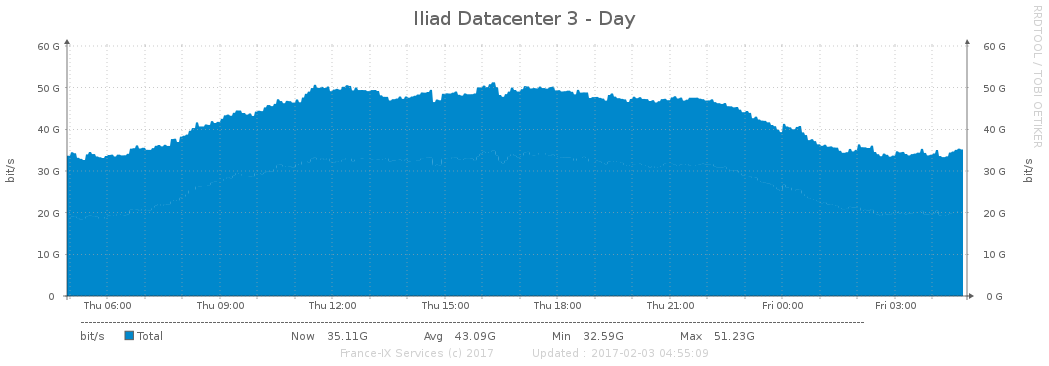 Iliad Datacenter 3 - Day
RRDTOOL / TOBI OETIKER
60 G 60 G
50 G 50 G
40 G 40 G
30 G 30 G
20 G 20 G
10 G 10 G
0 0 G
bit/s bit/s
Thu 06:00 Thu 09:00 Thu 12:00 Thu 15:00 Thu 18:00 Thu 21:00 Fri 00:00 Fri 03:00
bit/s Total Now 35.11G Avg 43.09G Min 32.59G Max 51.23G
France-IX Services (c) 2017 Updated : 2017-02-03 04:55:09